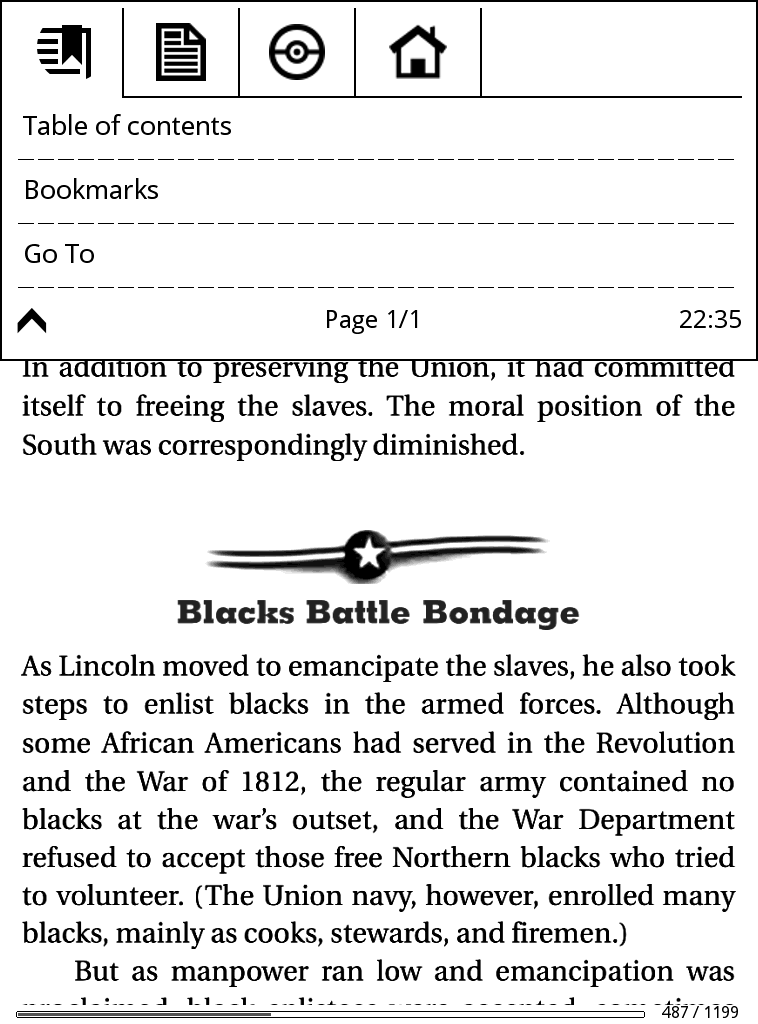 Table of contents
Bookmarks
Go To
Page 1/1
22:35
In addition to preserving the Union, it had committed
itself to freeing the slaves. The moral position of the
South was correspondingly diminished.
Blacks Battle Bondage
As Lincoln moved to emancipate the slaves, he also took
steps to enlist blacks in the armed forces. Although
some African Americans had served in the Revolution
and the War of 1812, the regular army contained no
blacks at the war’s outset, and the War Department
refused to accept those free Northern blacks who tried
to volunteer. (The Union navy, however, enrolled many
blacks, mainly as cooks, stewards, and firemen.)
But as manpower ran low and emancipation was
proclaimed, black enlistees were accepted, sometimes
487 / 1199